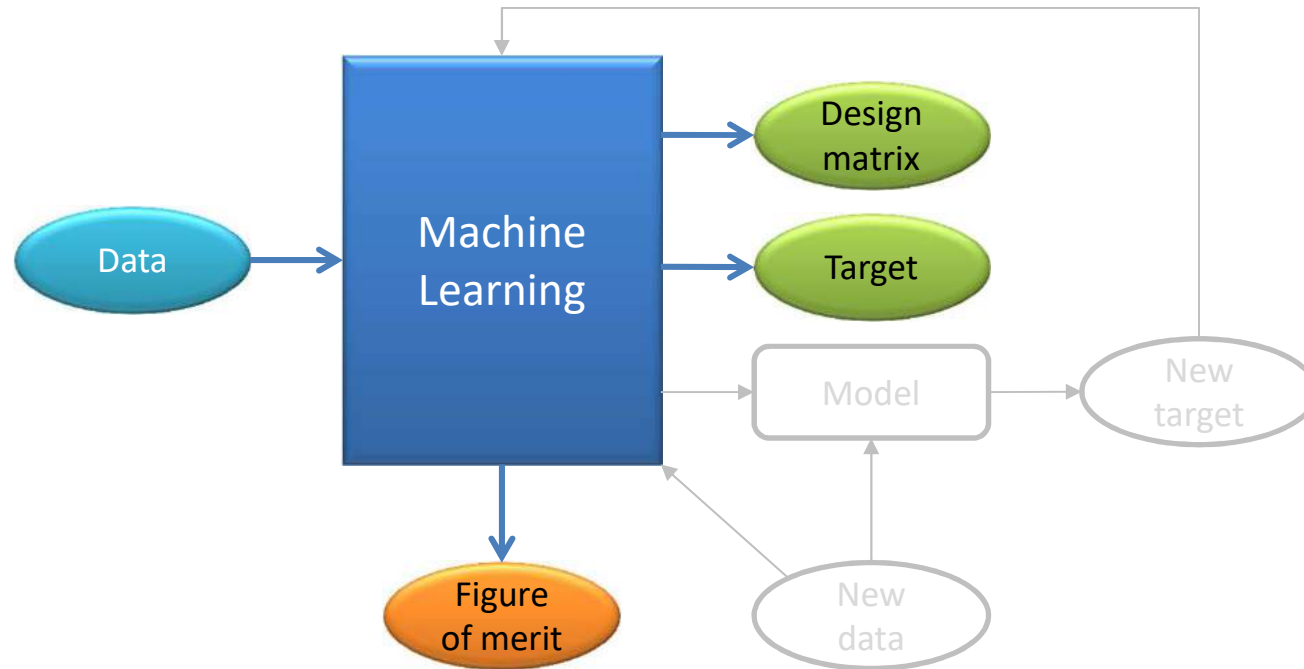 Design
matrix
Machine
Learning
Data
Target
Model
New
target
Figure
of merit
New
data